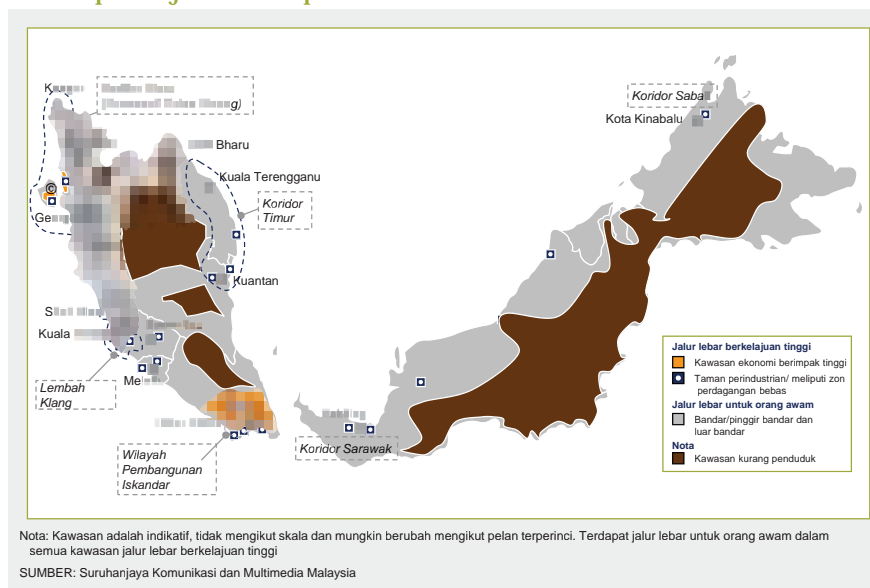 Koridor Saba
Kota Kinabalu
Bharu
Kuala Terengganu
Koridor
Timur
©
Kuantan
Kuala
Lembah
Klang
Wilayah
Pembangunan
Iskandar
Koridor Sarawak
Jalur lebar berkelajuan tinggi
Kawasan ekonomi berimpak tinggi
Taman perindustrian/ meliputi zon
perdagangan bebas
Jalur lebar untuk orang awam
Bandar/pinggir bandar dan
luar bandar
Nota
Kawasan kurang penduduk
Nota: Kawasan adalah indikatif, tidak mengikut skala dan mungkin berubah mengikut pelan terperinci. Terdapat jalur lebar untuk orang awam dalam
semua kawasan jalur lebar berkelajuan tinggi
SUMBER: Suruhanjaya Komunikasi dan Multimedia Malaysia